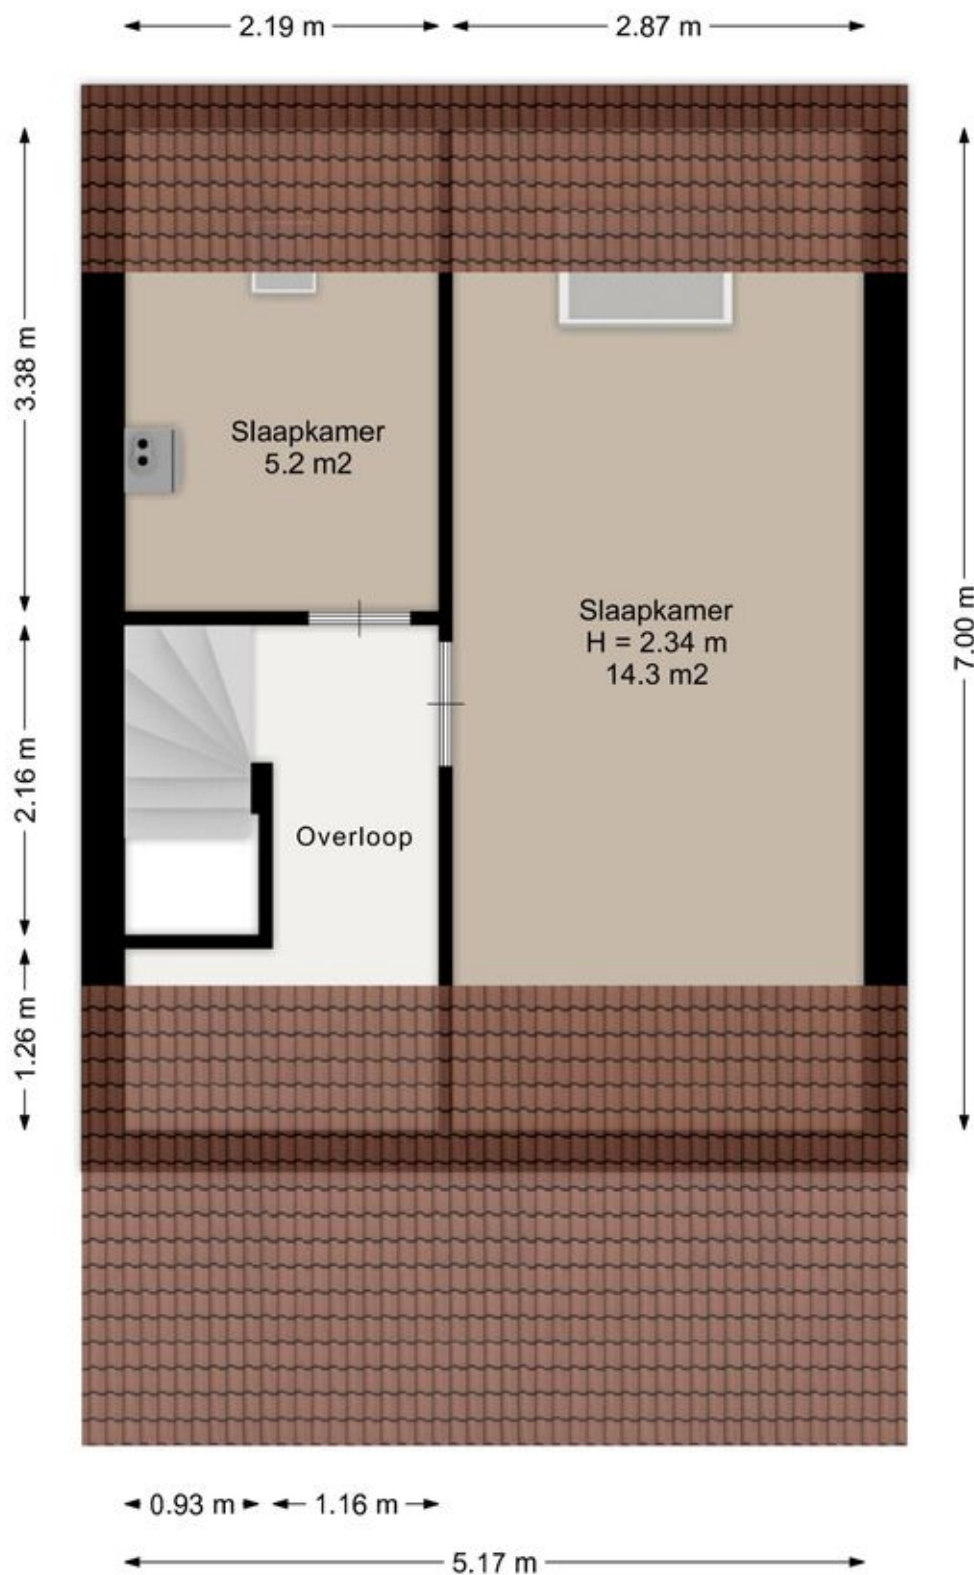 2.19 m
2.87 m
3.38 m
Slaapkamer
5.2 m2
Slaapkamer
H = 2.34 m
14.3 m2
7.00 m
2.16 m
Overloop
1.26 m
0.93 m
1.16 m
5.17 m